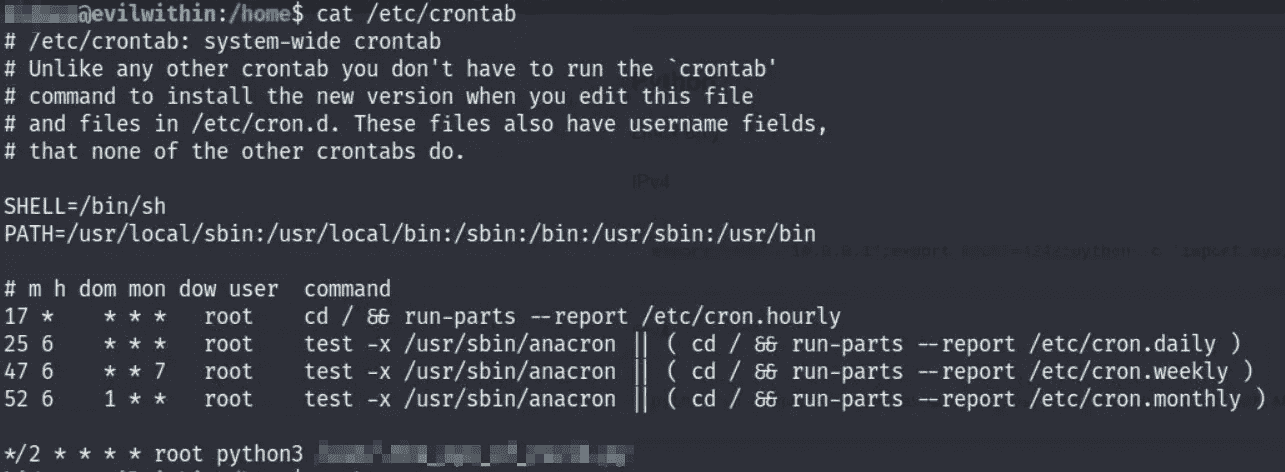 @evilwithin:/home$ cat /etc/crontab
# /etc/crontab: system-wide crontab
# Unlike any other crontab you don't have to run the `crontab'
# command to install the new version when you edit this file
# and files in /etc/cron.d. These files also have username fields,
# that none of the other crontabs do.
SHELL=/bin/sh
PATH=/usr/local/sbin:/usr/local/bin:/sbin:/bin:/usr/sbin:/usr/bin
# m h dom mon dow user command
17 * * * * root cd / && run-parts --report /etc/cron.hourly
25 6 * * * root test -x /usr/sbin/anacron || ( cd / && run-parts --report /etc/cron.daily )
47 6 * * 7 root test -x /usr/sbin/anacron || ( cd / && run-parts --report /etc/cron.weekly )
52 6 1 * * root test -x /usr/sbin/anacron || ( cd / && run-parts --report /etc/cron.monthly )
*/2 * * * * root python3